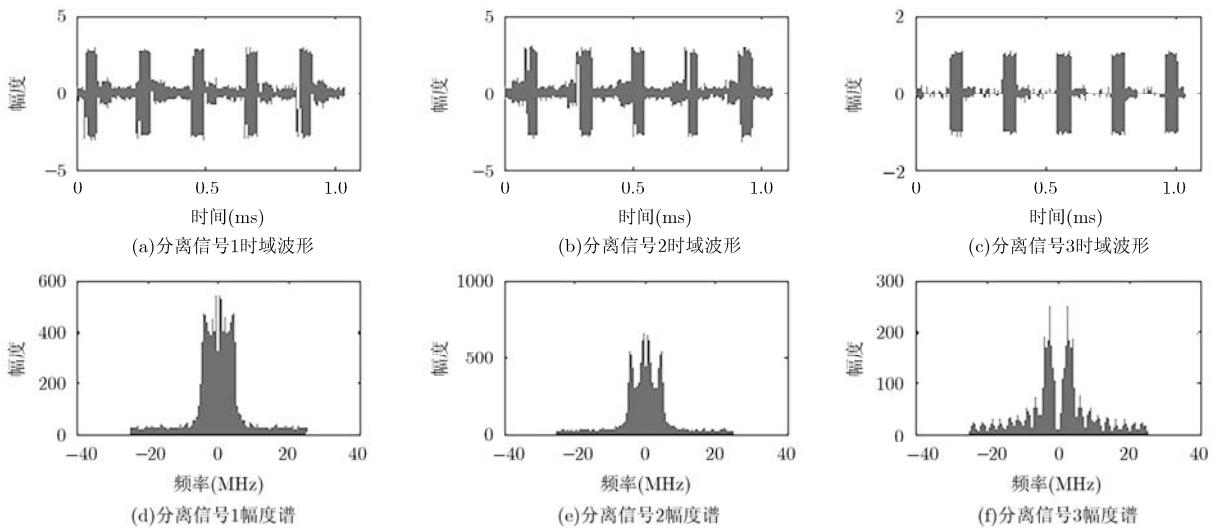 5
0
−5
幅度
0
0.5
1.0
时间(ms)
(a)分离信号1时域波形
5
0
−5
幅度
0
0.5
1.0
时间(ms)
(b)分离信号2时域波形
2
0
−2
幅度
0
0.5
1.0
时间(ms)
(c)分离信号3时域波形
600
400
200
0
幅度
−40
−20
0
20
40
频率(MHz)
(d)分离信号1幅度谱
1000
500
0
幅度
−40
−20
0
20
40
频率(MHz)
(e)分离信号2幅度谱
300
200
100
0
幅度
−40
−20
0
20
40
频率(MHz)
(f)分离信号3幅度谱